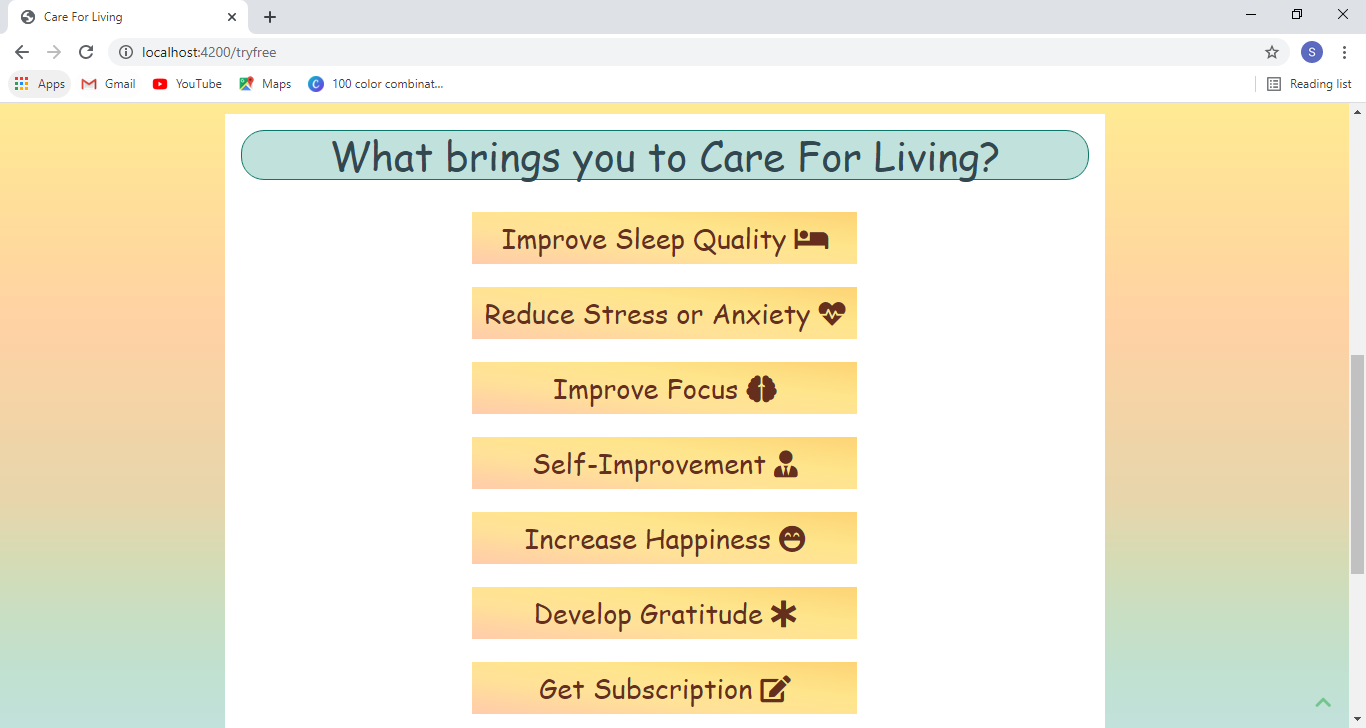 Care For Living
localhost:4200/tryfree
S
Apps Gmail YouTube Maps 100 color combinat... Reading list
What brings you to Care For Living?
Improve Sleep Quality
Reduce Stress or Anxiety
Improve Focus
Self-Improvement
Increase Happiness
Develop Gratitude
Get Subscription